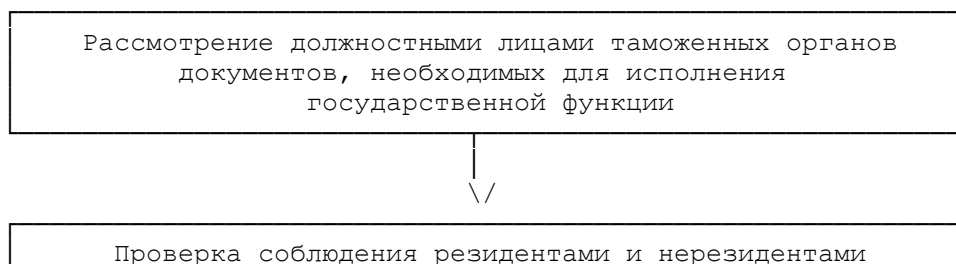 Рассмотрение должностными лицами таможенных органов
документов, необходимых для исполнения
государственной функции
\/
Проверка соблюдения резидентами и нерезидентами